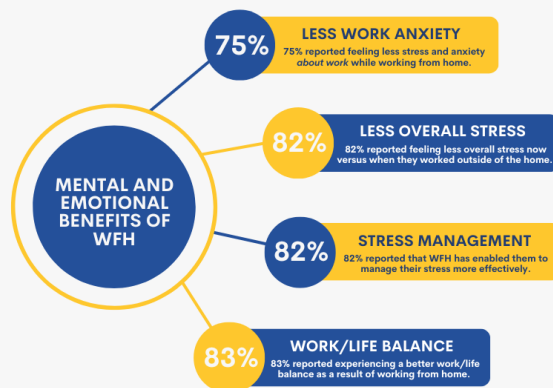 75%
LESS WORK ANXIETY
75% reported feeling less stress and anxiety
about work while working from home.
82%
LESS OVERALL STRESS
82% reported feeling less overall stress now
versus when they worked outside of the home.
MENTAL AND
EMOTIONAL
BENEFITS OF
WFH
82%
STRESS MANAGEMENT
82% reported that WFH has enabled them to
manage their stress more effectively.
83%
WORK/LIFE BALANCE
83% reported experiencing a better work/life
balance as a result of working from home.